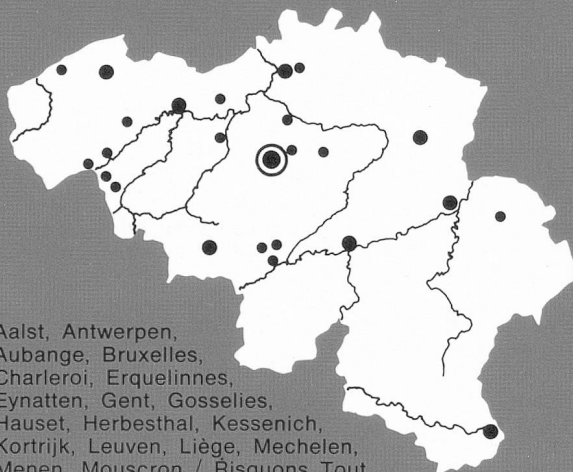 Aalst, Antwerpen,
Aubange, Bruxelles,
Charleroi, Erquelinnes,
Eynatten, Gent, Gosselies,
Hauset, Herbesthal, Kessenich,
Kortrijk, Leuven, Liège, Mechelen,
Menen, Mouscron / Risquons Tout